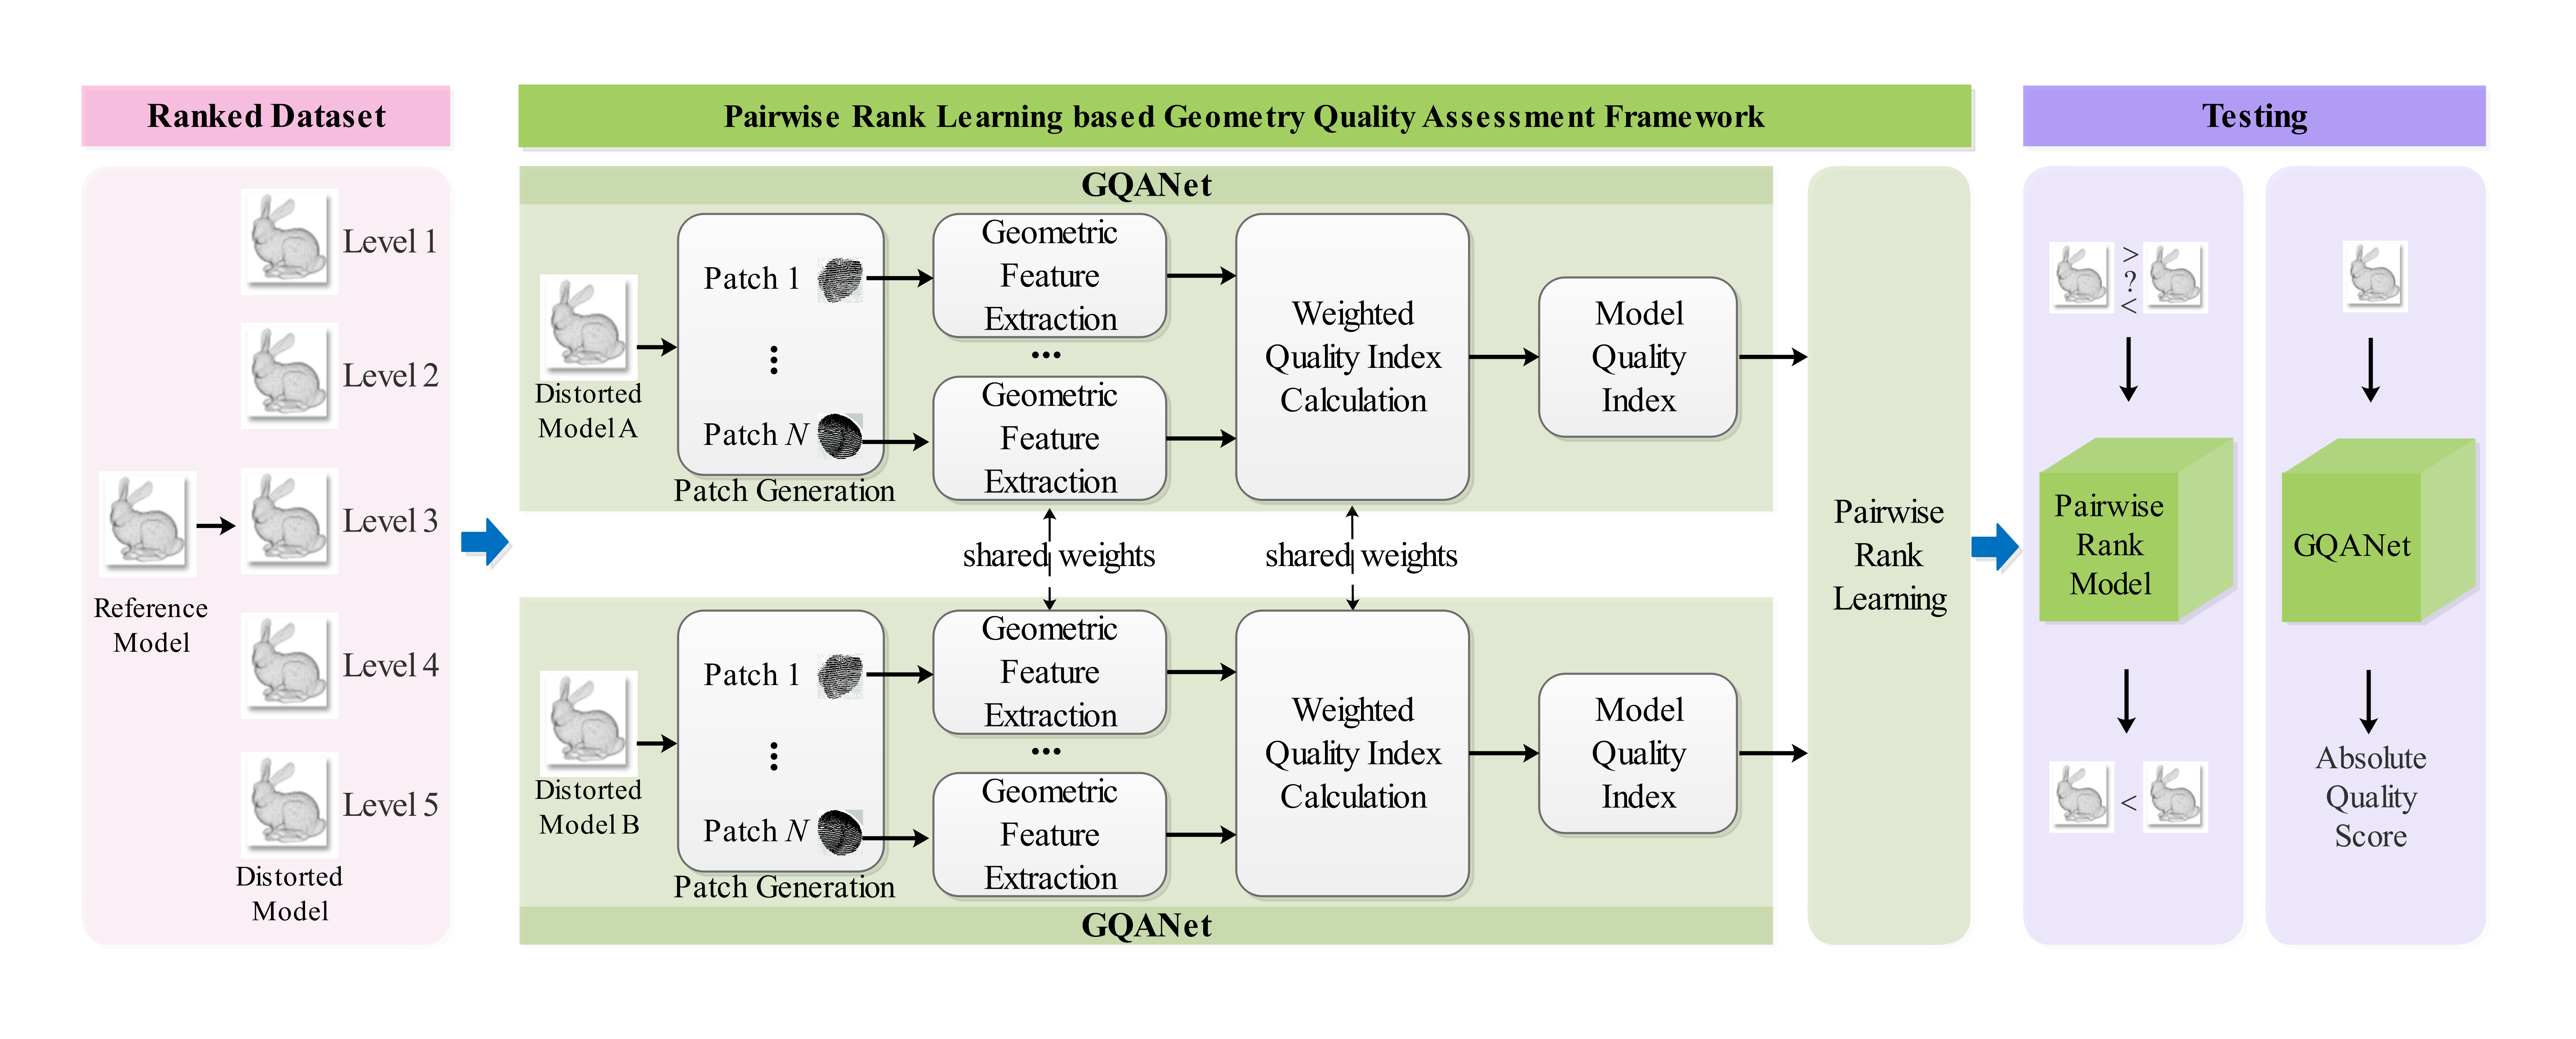 Ranked Dataset
Level 1
Level 2
Level 3
Level 4
Level 5
Reference
Model
Distorted
Model
Pairwise Rank Learning based Geometry Quality Assessment Framework
GQANet
Distorted
Model A
Patch 1
⋮
Patch N
Patch Generation
Geometric
Feature
Extraction
...
Geometric
Feature
Extraction
Weighted
Quality Index
Calculation
Model
Quality
Index
shared weights
shared weights
Distorted
Model B
Patch 1
⋮
Patch N
Patch Generation
Geometric
Feature
Extraction
...
Geometric
Feature
Extraction
Weighted
Quality Index
Calculation
Model
Quality
Index
GQANet
Pairwise
Rank
Learning
Testing
>
?
<
Pairwise
Rank
Model
<
GQANet
Absolute
Quality
Score